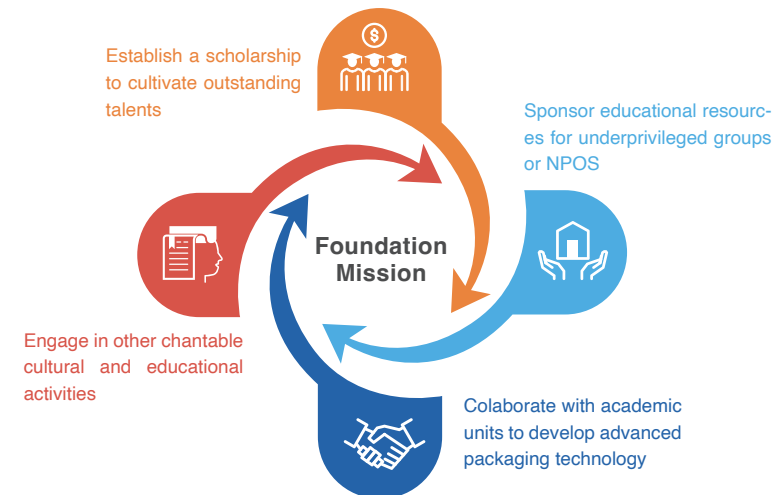 Establish a scholarship
to cultivate outstanding
talents
$
Sponsor educational resourc-
es for underprivileged groups
or NPOS
Foundation
Mission
Engage in other chantable
cultural and educational
activities
Colaborate with academic
units to develop advanced
packaging technology